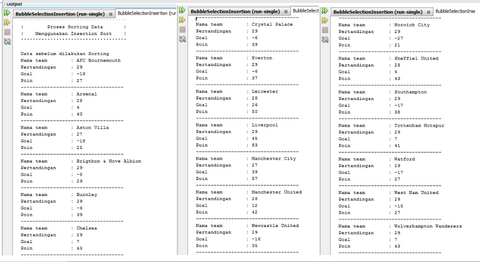 Output
BubbleSelectionInsertion (run-single)
BubbleSelectionInsertion (run
Proses Sorting Data
Menggunakan Insertion Sort
Data sebelum dilakukan Sorting
Nama team : AFC Bournemouth
Pertandingan : 29
Goal : -18
Poin : 27
Nama team : Arsenal
Pertandingan : 28
Goal : 4
Poin : 40
Nama team : Aston Villa
Pertandingan : 27
Goal : -18
Poin : 25
Nama team : Brighton & Hove Albion
Pertandingan : 29
Goal : -8
Poin : 29
Nama team : Burnley
Pertandingan : 29
Goal : -6
Poin : 39
Nama team : Chelsea
Pertandingan : 29
Goal : 7
Poin : 48
BubbleSelectionInsertion (run-single)
BubbleSelect
Nama team : Crystal Palace
Pertandingan : 29
Goal : -6
Poin : 39
Nama team : Everton
Pertandingan : 29
Goal : -6
Poin : 37
Nama team : Leicester
Pertandingan : 28
Goal : 26
Poin : 50
Nama team : Liverpool
Pertandingan : 29
Goal : 45
Poin : 83
Nama team : Manchester City
Pertandingan : 27
Goal : 39
Poin : 57
Nama team : Manchester United
Pertandingan : 28
Goal : 12
Poin : 42
Nama team : Newcastle United
Pertandingan : 29
Goal : -16
Poin : 35
BubbleSelectionInsertion (run-single)
BubbleSelectionInsertion
Nama team : Norwich City
Pertandingan : 29
Goal : -27
Poin : 21
Nama team : Sheffiel United
Pertandingan : 28
Goal : 5
Poin : 43
Nama team : Southampton
Pertandingan : 29
Goal : -17
Poin : 38
Nama team : Tottenham Hotspur
Pertandingan : 29
Goal : 7
Poin : 41
Nama team : Watford
Pertandingan : 29
Goal : -17
Poin : 27
Nama team : West Ham United
Pertandingan : 29
Goal : -15
Poin : 27
Nama team : Wolverhampton Wanderers
Pertandingan : 29
Goal : 7
Poin : 43